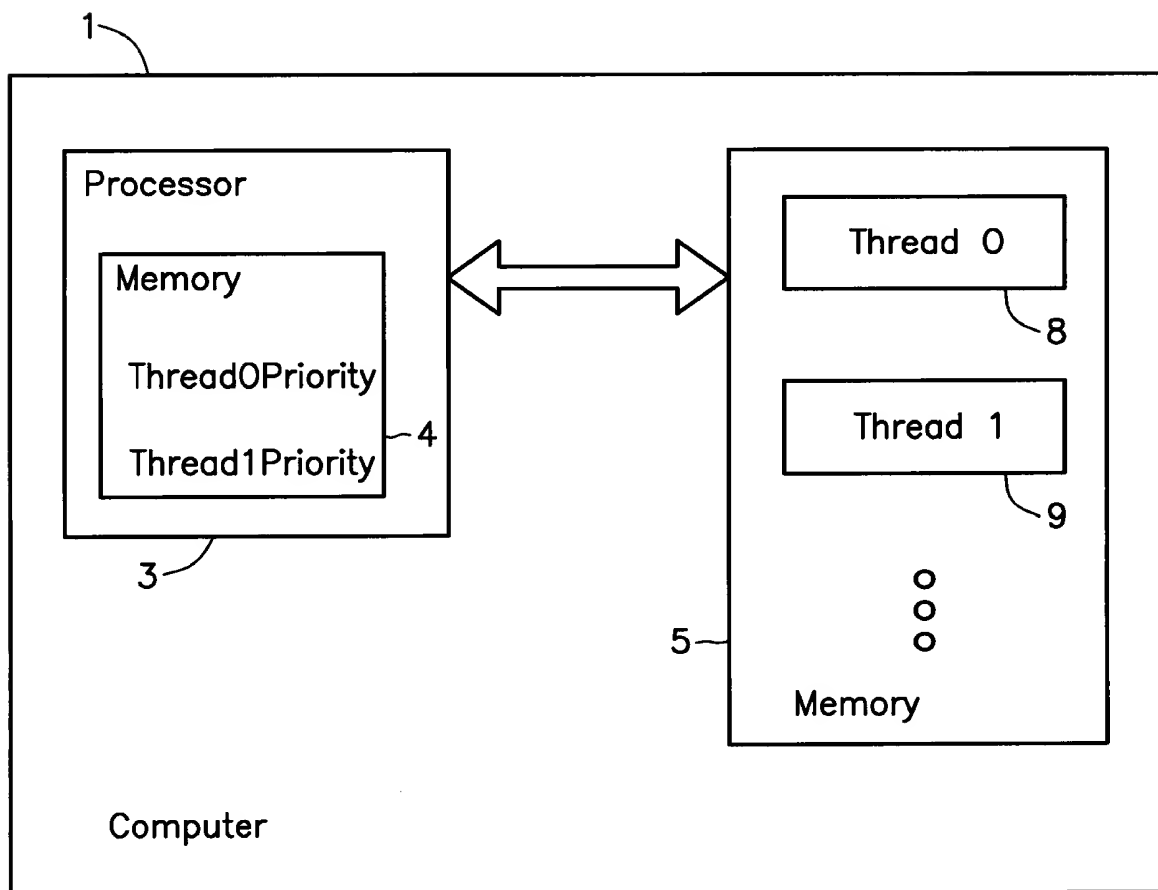 1
Processor
Memory
Thread0Priority
Thread1Priority
4
3
Thread 0
8
Thread 1
9
5
Memory
Computer